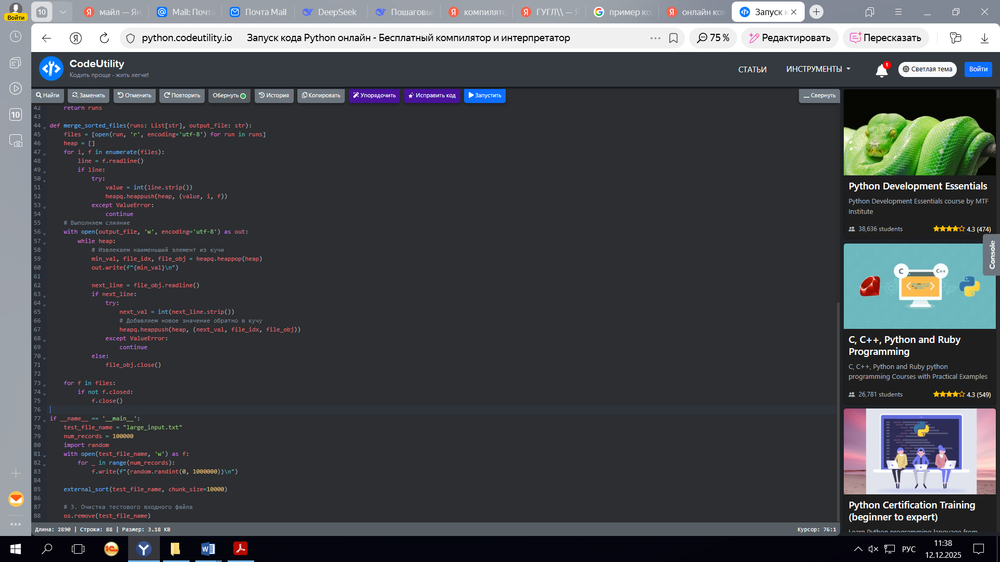 Войти
10
майл — Ян
Mail: Почта
Почта Mail
DeepSeek
Пошаговы
компилято
ГУГЛ\\ — Я
пример ко
онлайн ком
Запуск к
python.codeutility.io
Запуск кода Python онлайн - Бесплатный компилятор и интерпретатор
75 %
Редактировать
Пересказать
CodeUtility
Кодить проще - жить легче!
СТАТЬИ
ИНСТРУМЕНТЫ
1
Светлая тема
Войти
10
Найти
Заменить
Отменить
Повторить
Обернуть
История
Копировать
Упорядочить
Исправить код
Запустить
Свернуть
42     return runs
43
44 def merge_sorted_files(runs: List[str], output_file: str):
45     files = [open(run, 'r', encoding='utf-8') for run in runs]
46     heap = []
47     for i, f in enumerate(files):
48         line = f.readline()
49         if line:
50             try:
51                 value = int(line.strip())
52                 heapq.heappush(heap, (value, i, f))
53             except ValueError:
54                 continue
55     # Выполняем слияние
56     with open(output_file, 'w', encoding='utf-8') as out:
57         while heap:
58             # Извлекаем наименьший элемент из кучи
59             min_val, file_idx, file_obj = heapq.heappop(heap)
60             out.write(f"{min_val}\n")
61
62             next_line = file_obj.readline()
63             if next_line:
64                 try:
65                     next_val = int(next_line.strip())
66                     # Добавляем новое значение обратно в кучу
67                     heapq.heappush(heap, (next_val, file_idx, file_obj))
68                 except ValueError:
69                     continue
70             else:
71                 file_obj.close()
72
73     for f in files:
74         if not f.closed:
75             f.close()
76
77 if __name__ == '__main__':
78     test_file_name = "large_input.txt"
79     num_records = 100000
80     import random
81     with open(test_file_name, 'w') as f:
82         for _ in range(num_records):
83             f.write(f"{random.randint(0, 1000000)}\n")
84
85     external_sort(test_file_name, chunk_size=10000)
86
87     # 3. Очистка тестового входного файла
88     os.remove(test_file_name)
Длина: 2890 | Строки: 88 | Размер: 3.18 KB
Курсор: 76:1
Python Development Essentials
Python Development Essentials course by MTF
Institute
38,636 students
4.3 (474)
Console
C
C++
C, C++, Python and Ruby
Programming
C, C++, Python and Ruby python
programming Courses with Practical Examples
26,781 students
4.3 (549)
Python Certification Training
(beginner to expert)
Learn Python programming language from
1C
W
РУС
11:38
12.12.2025